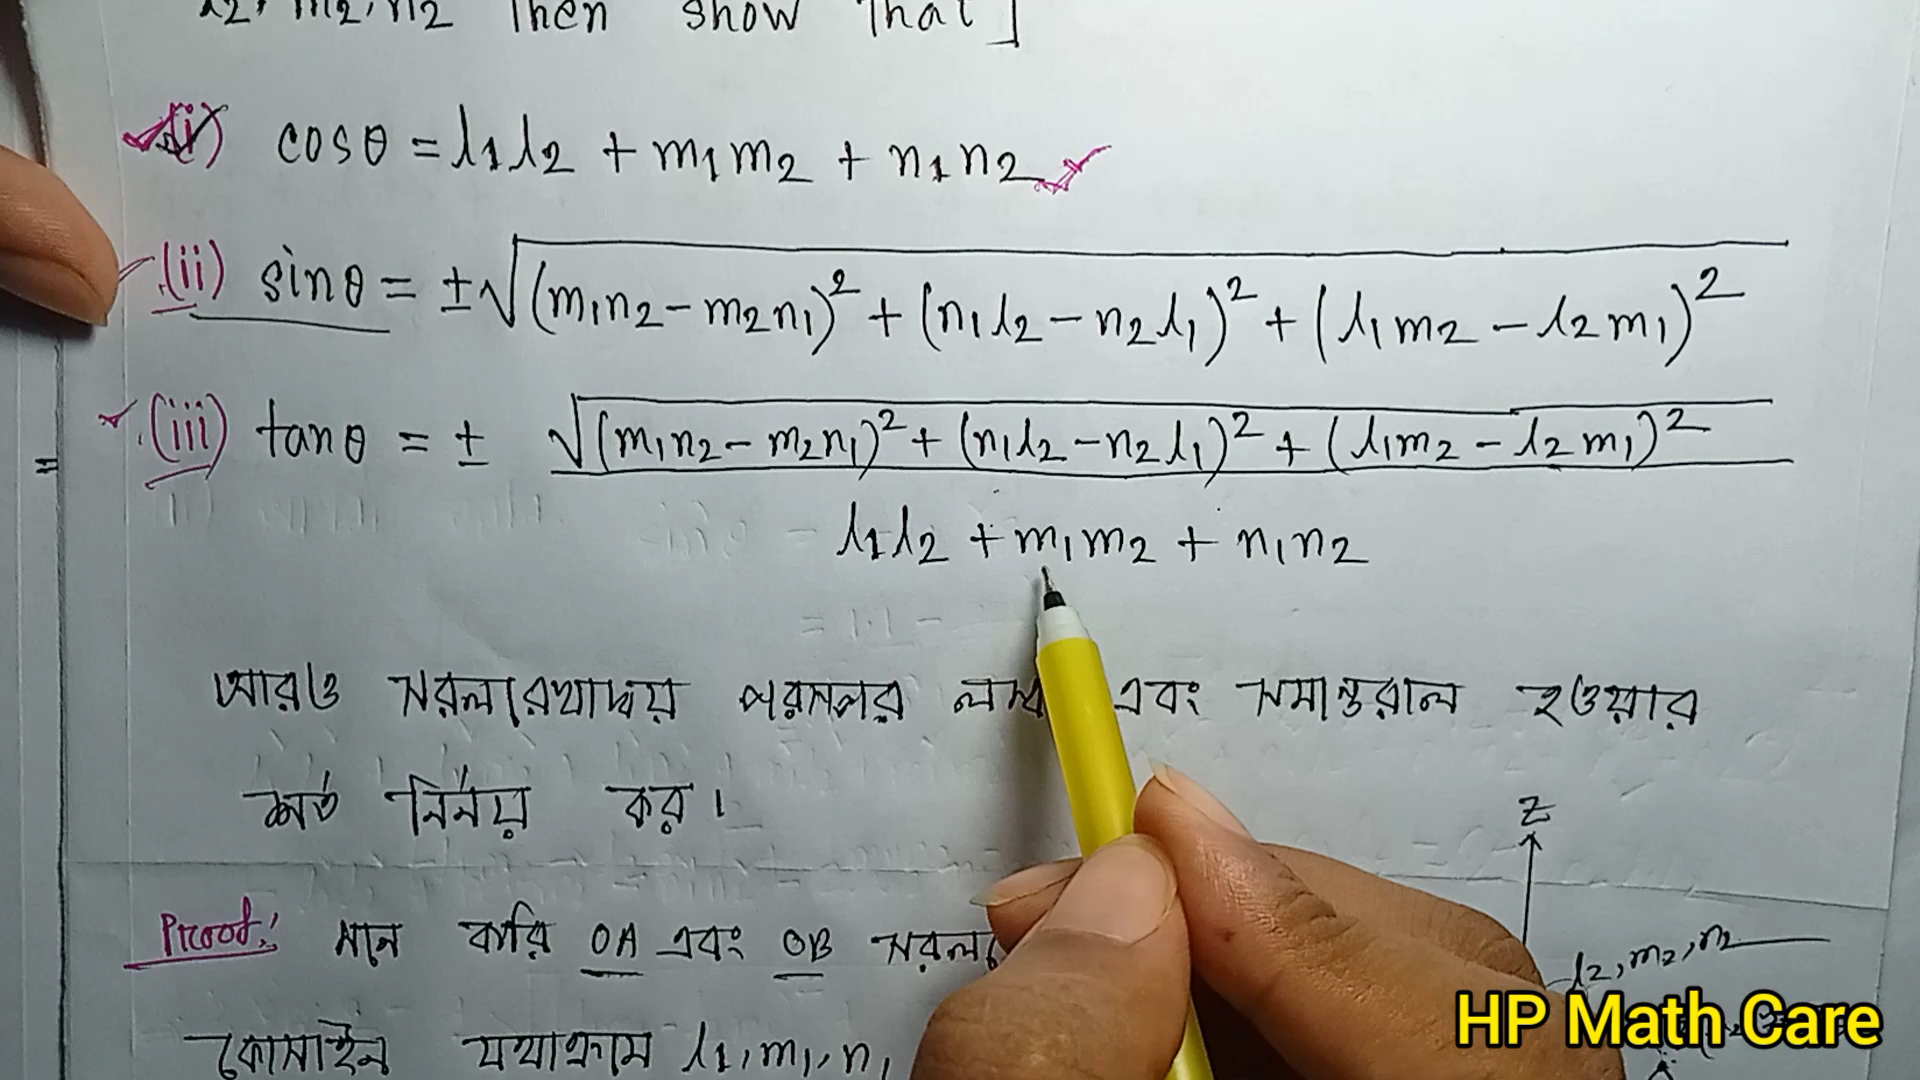 l2, m2, n2 Then show that]
(i) cosθ = l1l2 + m1m2 + n1n2
(ii) sinθ = ±√(m1n2 - m2n1)² + (n1l2 - n2l1)² + (l1m2 - l2m1)²
(iii) tanθ = ± √(m1n2 - m2n1)² + (n1l2 - n2l1)² + (l1m2 - l2m1)²
l1l2 + m1m2 + n1n2
আরও সরলরেখাদ্বয় পরস্পর লম্ব এবং সমান্তরাল হওয়ার
শর্ত নির্ণয় কর।
Z
Proof: মনে করি OA এবং OB
l2, m2, n2
কোসাইন যথাক্রমে l1, m1, n1
HP Math Care